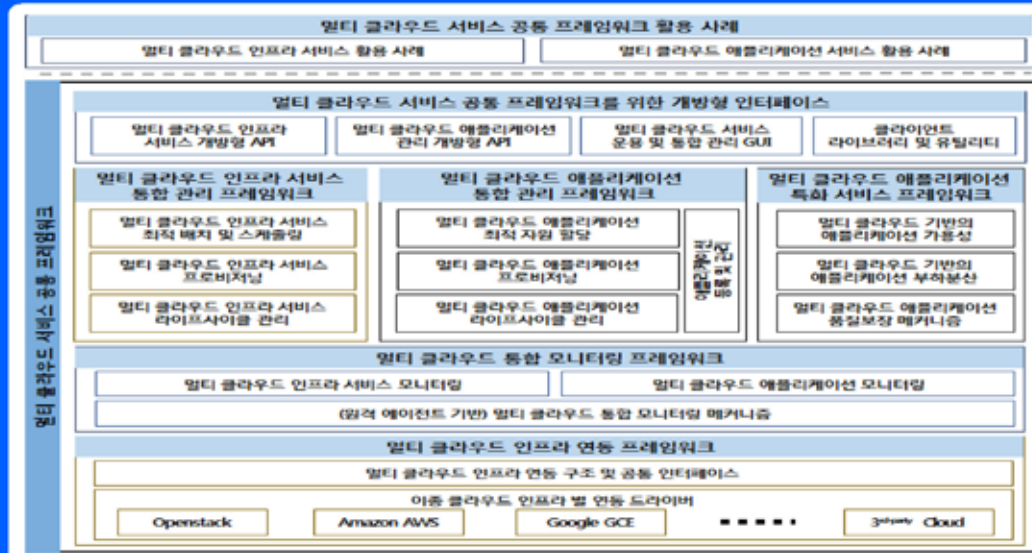 멀티 클라우드 서비스 공통 프레임워크 활용 사례
멀티 클라우드 인프라 서비스 활용 사례
멀티 클라우드 애플리케이션 서비스 활용 사례
멀티 클라우드 서비스 공통 프레임워크
멀티 클라우드 서비스 공통 프레임워크를 위한 개방형 인터페이스
멀티 클라우드 인프라
서비스 개방형 API
멀티 클라우드 애플리케이션
관리 개방형 API
멀티 클라우드 서비스
운용 및 통합 관리 GUI
클라이언트
라이브러리 및 유틸리티
멀티 클라우드 인프라 서비스
통합 관리 프레임워크
멀티 클라우드 인프라 서비스
최적 배치 및 스케줄링
멀티 클라우드 인프라 서비스
프로비저닝
멀티 클라우드 인프라 서비스
라이프사이클 관리
멀티 클라우드 애플리케이션
통합 관리 프레임워크
멀티 클라우드 애플리케이션
최적 자원 할당
멀티 클라우드 애플리케이션
프로비저닝
멀티 클라우드 애플리케이션
라이프사이클 관리
애플리케이션
등록 및 관리
멀티 클라우드 애플리케이션
특화 서비스 프레임워크
멀티 클라우드 기반의
애플리케이션 가용성
멀티 클라우드 기반의
애플리케이션 부하분산
멀티 클라우드 애플리케이션
품질보장 메커니즘
멀티 클라우드 통합 모니터링 프레임워크
멀티 클라우드 인프라 서비스 모니터링
멀티 클라우드 애플리케이션 모니터링
(원격 에이전트 기반) 멀티 클라우드 통합 모니터링 메커니즘
멀티 클라우드 인프라 연동 프레임워크
멀티 클라우드 인프라 연동 구조 및 공통 인터페이스
이종 클라우드 인프라 별 연동 드라이버
Openstack
Amazon AWS
Google GCE
3rd-party Cloud